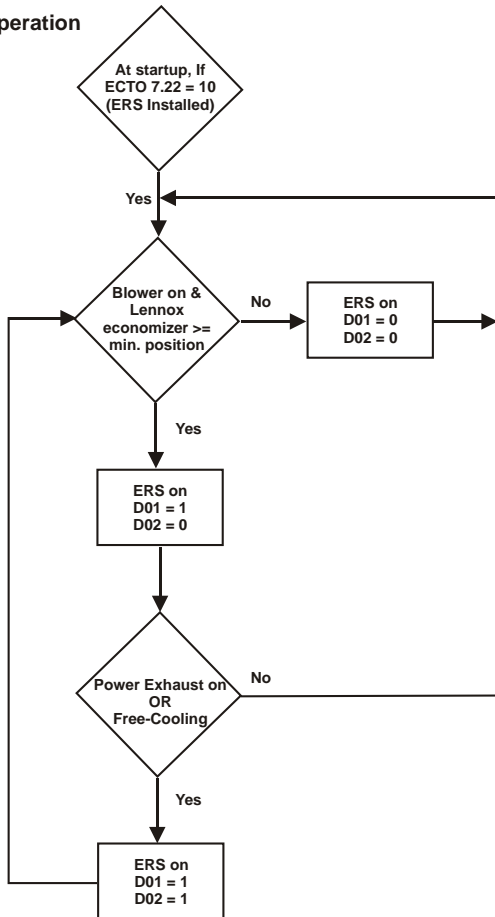 At startup, If
ECTO 7.22 = 10
(ERS Installed)
Yes
Blower on &
Lennox
economizer >=
min. position
No
ERS on
D01 = 0
D02 = 0
Yes
ERS on
D01 = 1
D02 = 0
Power Exhaust on
OR
Free-Cooling
No
Yes
ERS on
D01 = 1
D02 = 1